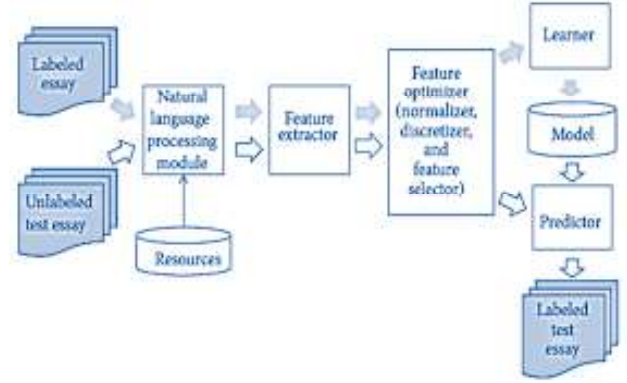 Labeled
essay
Unlabeled
test essay
Natural
language
processing
module
Resources
Feature
extractor
Feature
optimizer
(normalizer,
discretizer,
and
feature
selector)
Learner
Model
Predictor
Labeled
test
essay